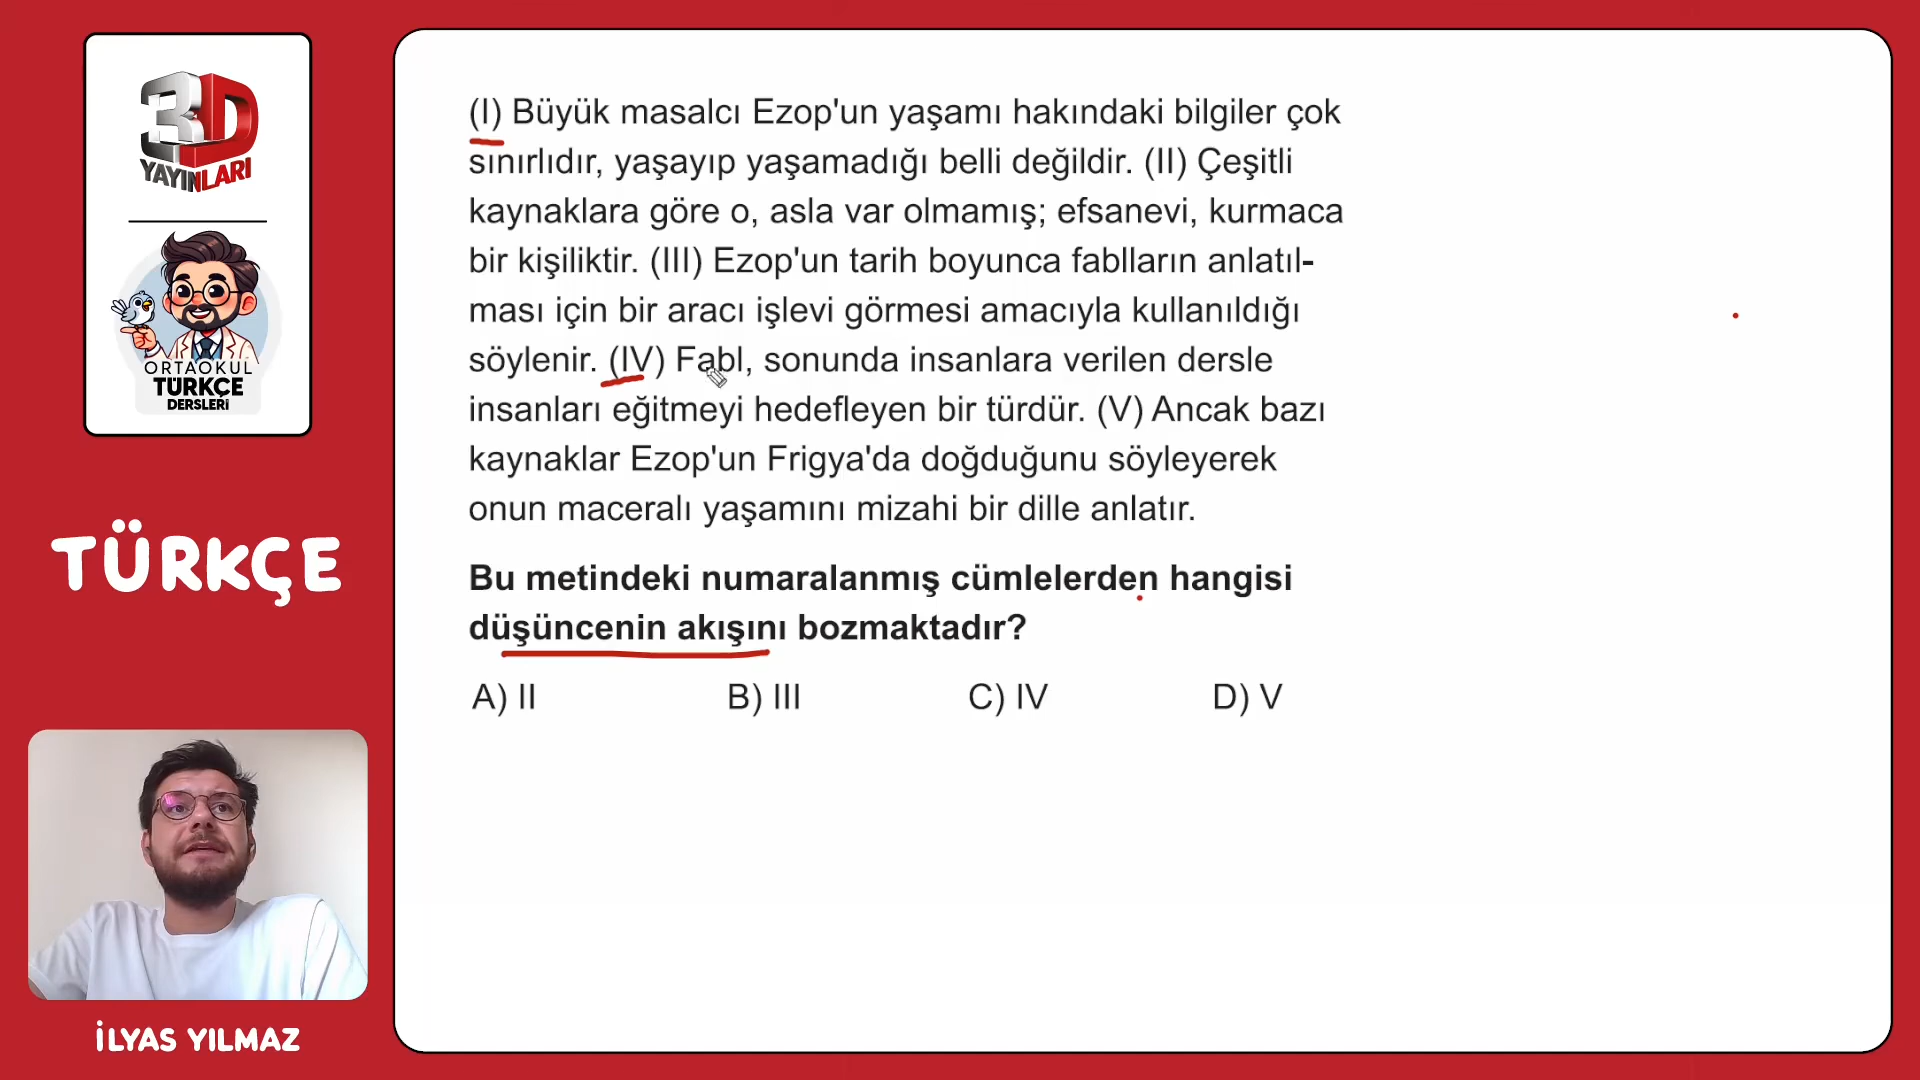 3D
YAYINLARI
ORTAOKUL
TÜRKÇE
DERSLERİ
TÜRKÇE
İLYAS YILMAZ
(I) Büyük masalcı Ezop'un yaşamı hakındaki bilgiler çok
sınırlıdır, yaşayıp yaşamadığı belli değildir. (II) Çeşitli
kaynaklara göre o, asla var olmamış; efsanevi, kurmaca
bir kişiliktir. (III) Ezop'un tarih boyunca fablların anlatıl-
ması için bir aracı işlevi görmesi amacıyla kullanıldığı
söylenir. (IV) Fabl, sonunda insanlara verilen dersle
insanları eğitmeyi hedefleyen bir türdür. (V) Ancak bazı
kaynaklar Ezop'un Frigya'da doğduğunu söyleyerek
onun maceralı yaşamını mizahi bir dille anlatır.
Bu metindeki numaralanmış cümlelerden hangisi
düşüncenin akışını bozmaktadır?
A) II B) III C) IV D) V